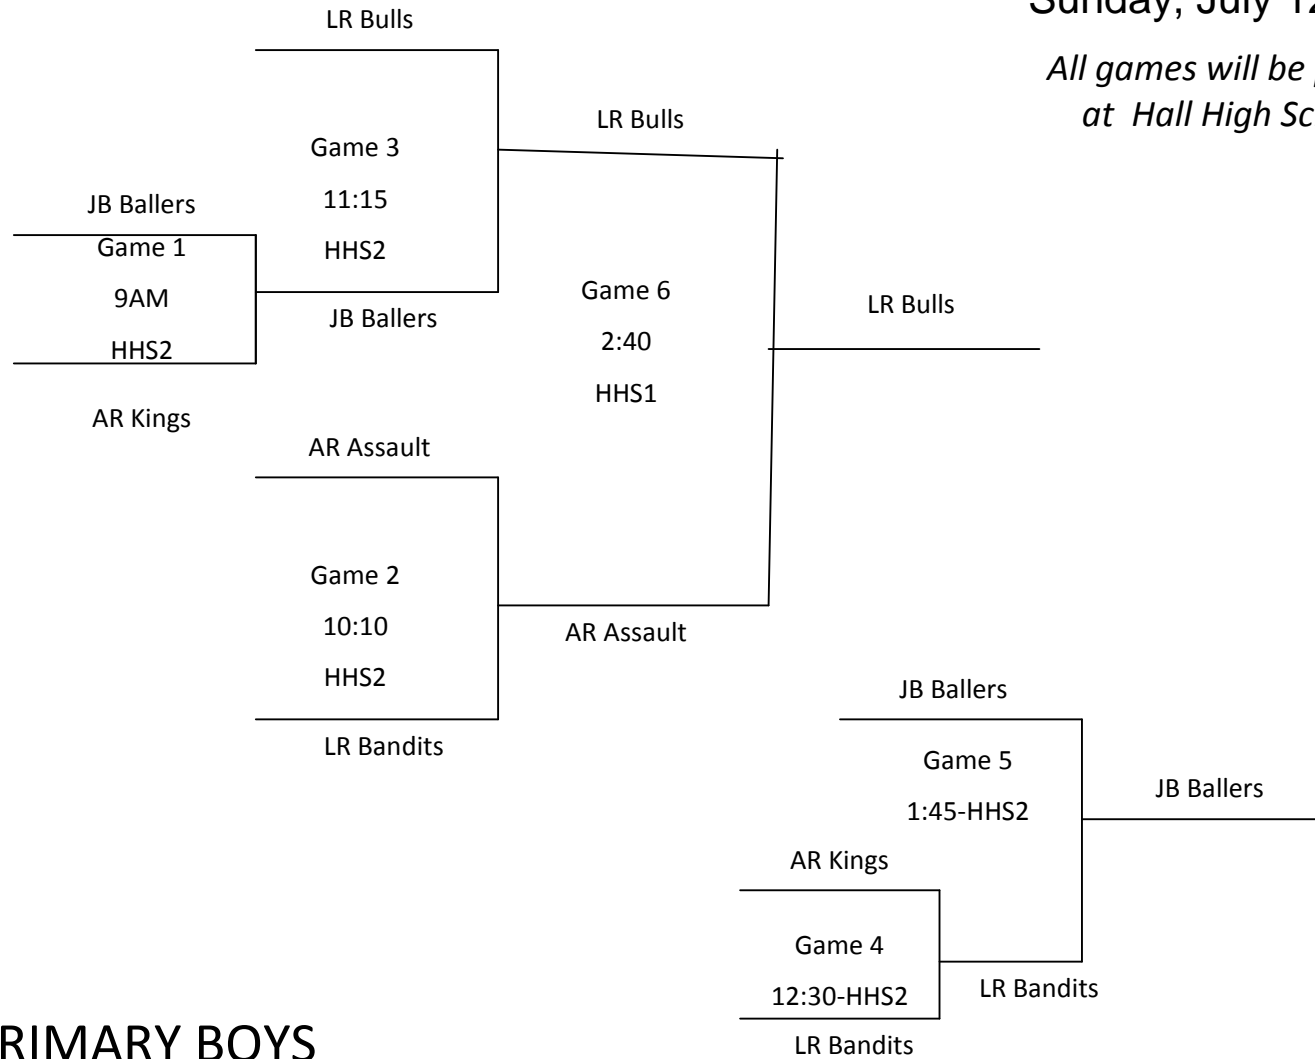 LR Bulls
Sunday, July 12
All games will be
at Hall High Sc
LR Bulls
Game 3
11:15
HHS2
JB Ballers
Game 1
9AM
HHS2
JB Ballers
Game 6
2:40
HHS1
LR Bulls
AR Kings
AR Assault
Game 2
10:10
HHS2
AR Assault
LR Bandits
JB Ballers
Game 5
1:45-HHS2
JB Ballers
AR Kings
Game 4
12:30-HHS2
LR Bandits
LR Bandits
RIMARY BOYS